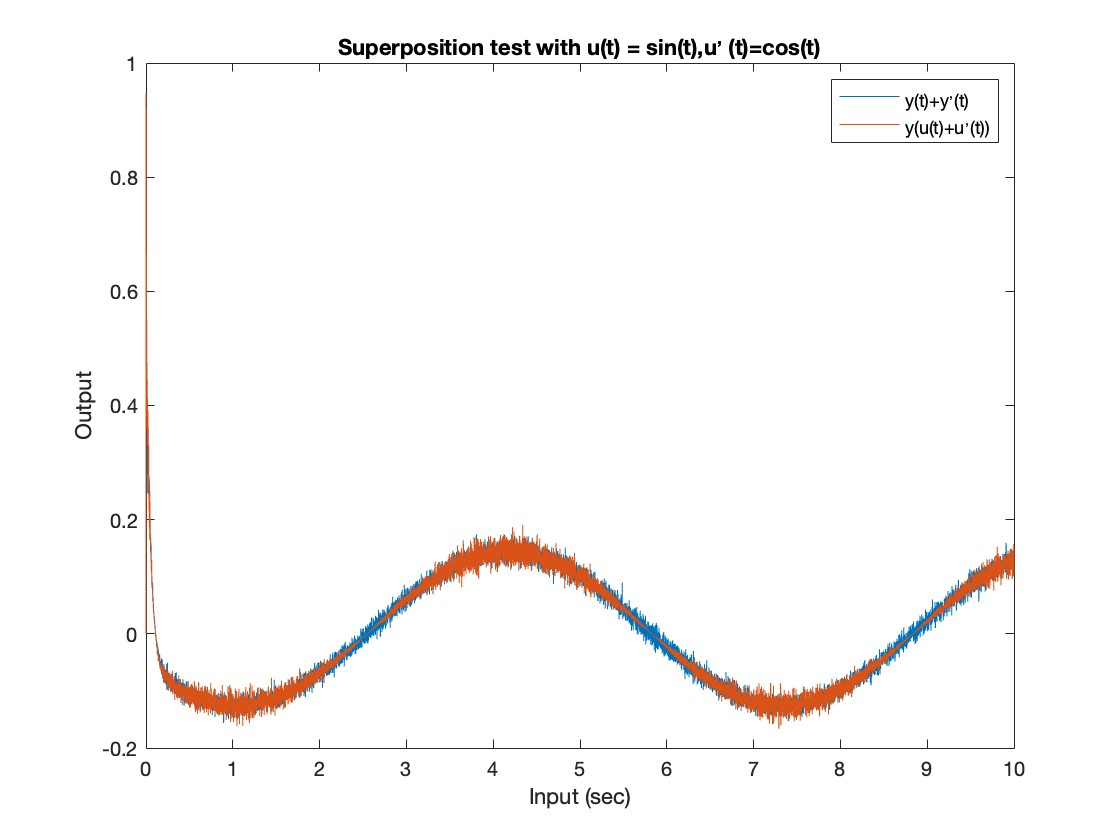 Superposition test with u(t) = sin(t),u' (t)=cos(t)
y(t)+y'(t)
y(u(t)+u'(t))
1
0.8
0.6
0.4
0.2
0
-0.2
Output
0 1 2 3 4 5 6 7 8 9 10
Input (sec)